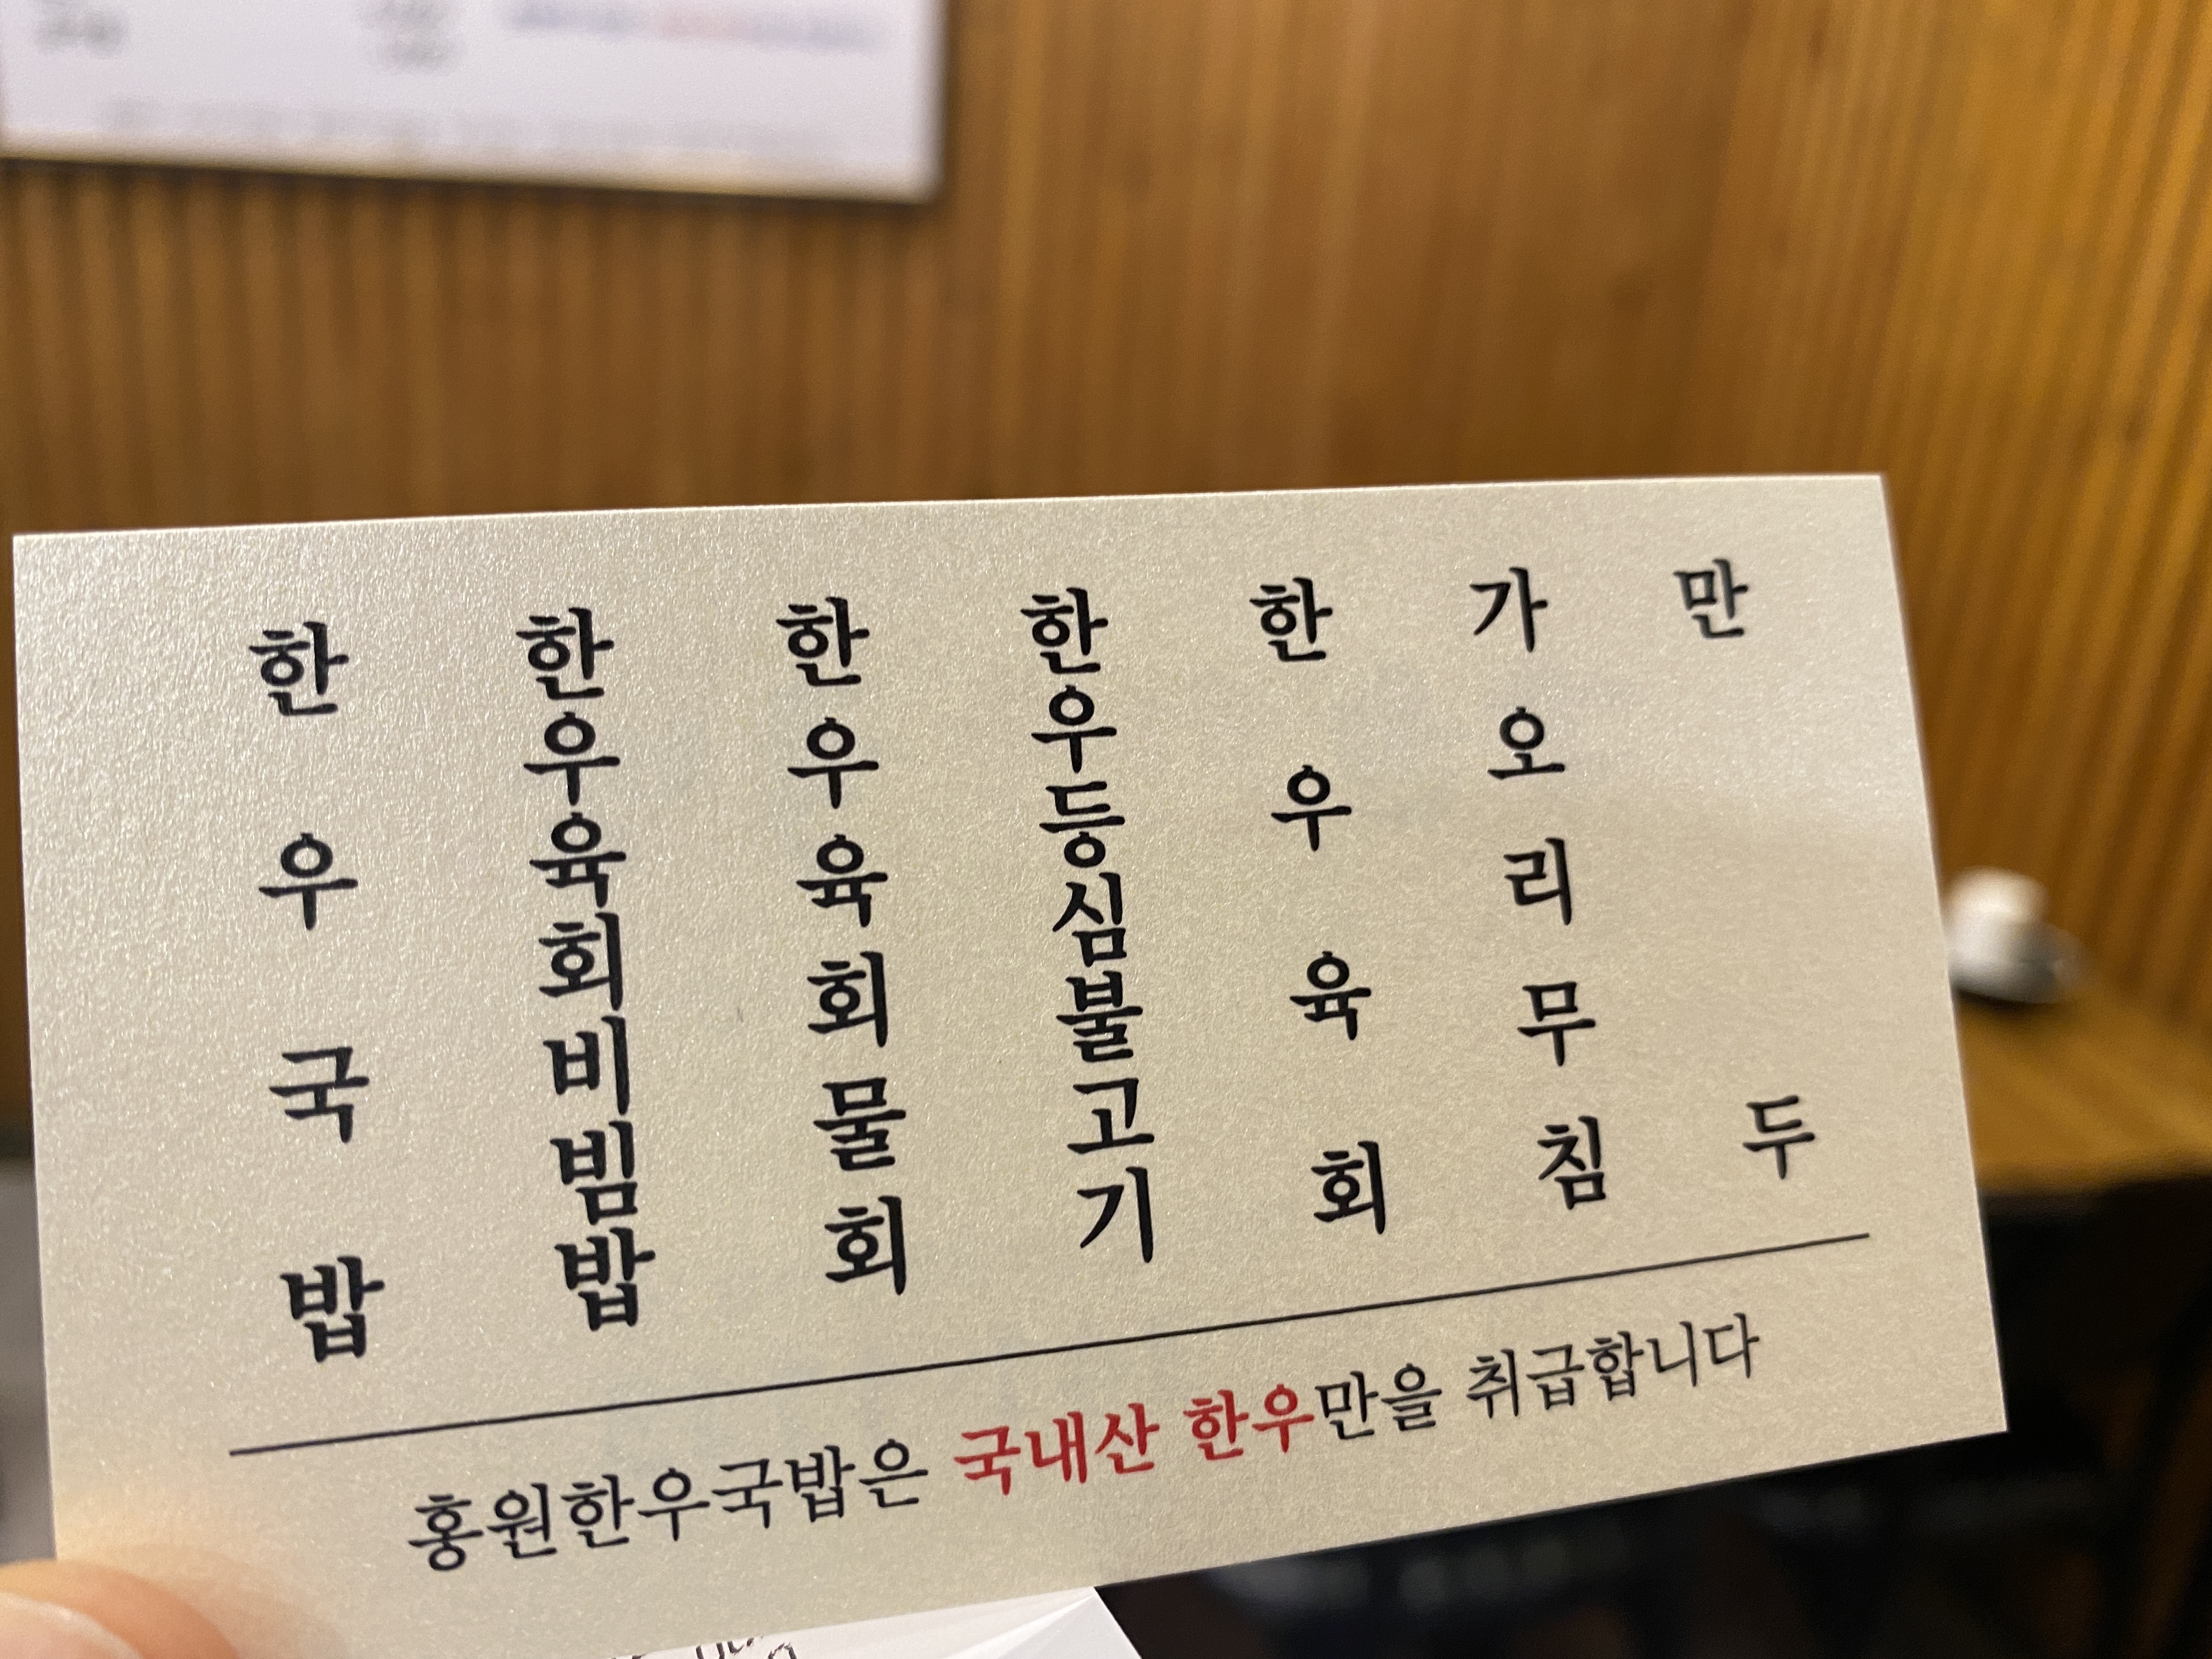 한우국밥
한우육회비빔밥
한우육회물회
한우등심불고기
한우육회
가오리무침
만두
홍원한우국밥은 국내산 한우만을 취급합니다